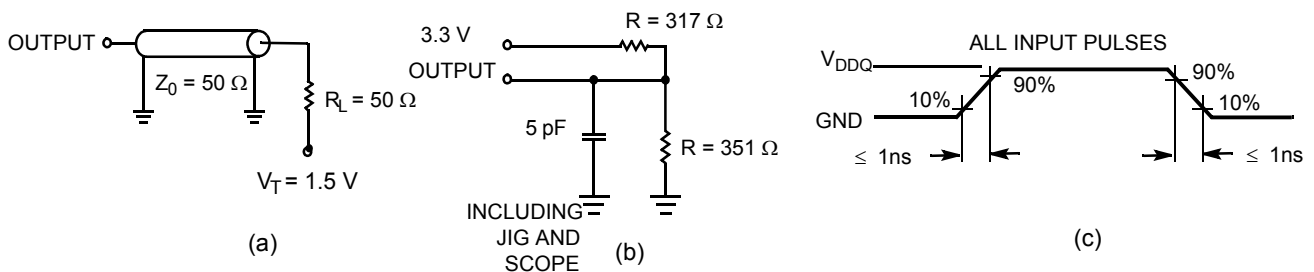 OUTPUT
Z0 = 50 Ω
RL = 50 Ω
VT = 1.5 V
(a)
R = 317 Ω
3.3 V
OUTPUT
5 pF
R = 351 Ω
INCLUDING
JIG AND
SCOPE
(b)
ALL INPUT PULSES
VDDQ
90%
90%
10%
10%
GND
≤ 1ns
≤ 1ns
(c)